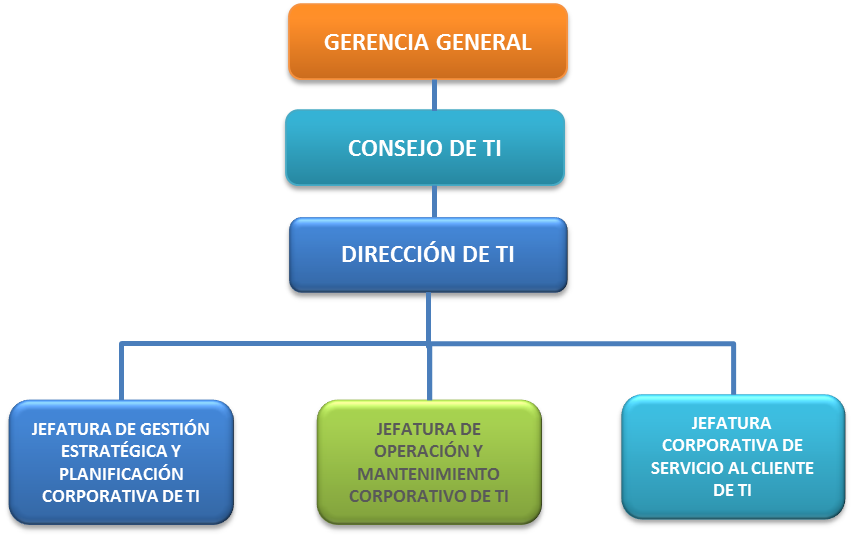 GERENCIA GENERAL
CONSEJO DE TI
DIRECCIÓN DE TI
JEFATURA DE GESTIÓN
ESTRATÉGICA Y
PLANIFICACIÓN
CORPORATIVA DE TI
JEFATURA DE
OPERACIÓN Y
MANTENIMIENTO
CORPORATIVO DE TI
JEFATURA
CORPORATIVA DE
SERVICIO AL CLIENTE
DE TI